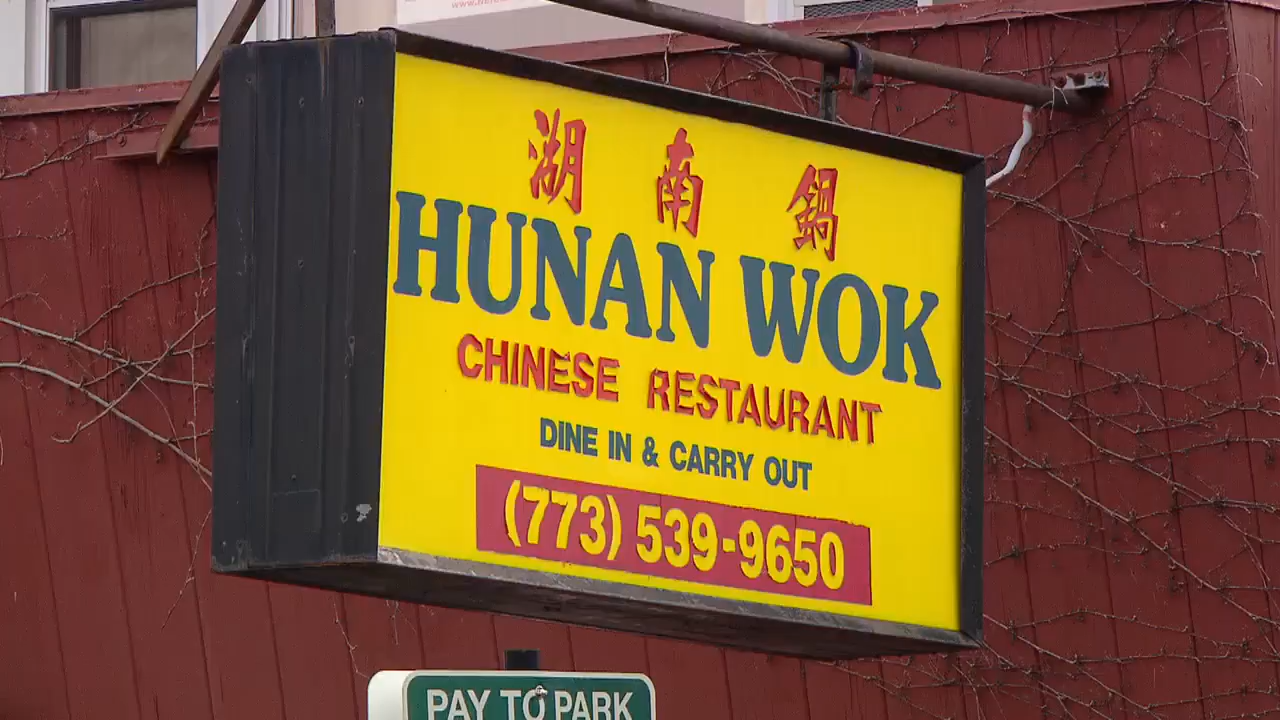 湖南鍋
HUNAN WOK
CHINESE RESTAURANT
DINE IN & CARRY OUT
(773) 539-9650
PAY TO PARK